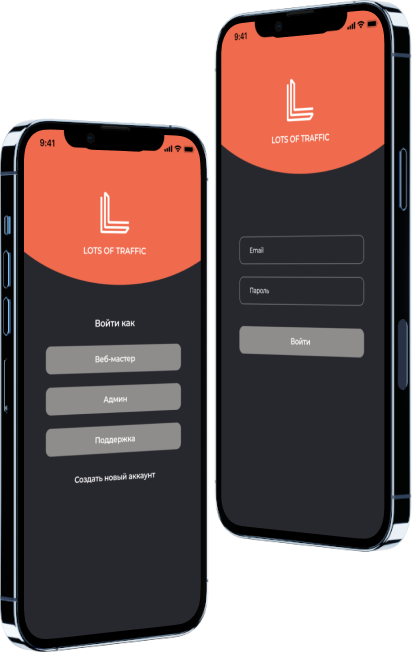 9:41
LOTS OF TRAFFIC
Войти как
Веб-мастер
Админ
Поддержка
Создать новый аккаунт
9:41
LOTS OF TRAFFIC
Email
Пароль
Войти